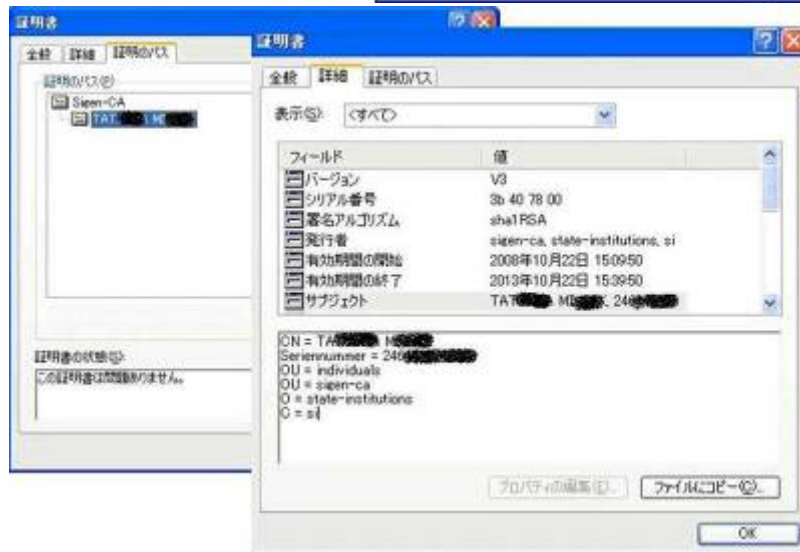 証明書
全般 詳細 証明のパス
証明のパス(P)
Sigen-CA
TAT
証明書の状態(S):
この証明書は問題ありません。
証明書
全般 詳細 証明のパス
表示(S): <すべて>
フィールド 値
バージョン V3
シリアル番号 3b 40 78 00
署名アルゴリズム sha1RSA
発行者 sigen-ca, state-institutions, si
有効期間の開始 2008年10月22日 15:09:50
有効期間の終了 2013年10月22日 15:39:50
サブジェクト TAT
CN = TA
Seriennummer = 246
OU = individuals
OU = sigen-ca
O = state-institutions
C = si
プロパティの編集(E)... ファイルにコピー(C)...
OK